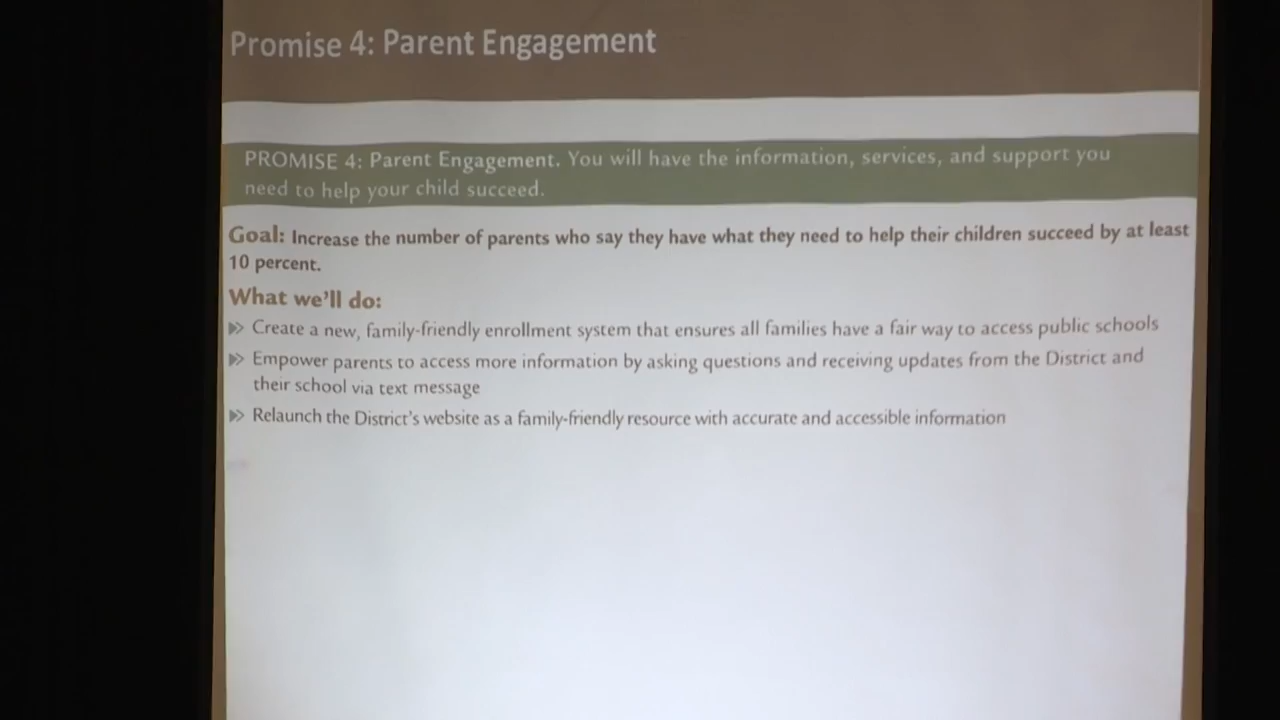 Promise 4: Parent Engagement
PROMISE 4: Parent Engagement. You will have the information, services, and support you
need to help your child succeed.
Goal: Increase the number of parents who say they have what they need to help their children succeed by at least
10 percent.
What we'll do:
Create a new, family-friendly enrollment system that ensures all families have a fair way to access public schools
Empower parents to access more information by asking questions and receiving updates from the District and
their school via text message
Relaunch the District's website as a family-friendly resource with accurate and accessible information